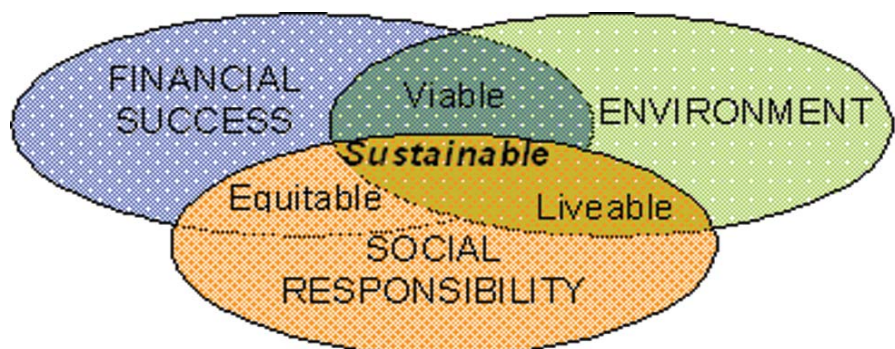 FINANCIAL
SUCCESS
Viable
ENVIRONMENT
Sustainable
Equitable
Liveable
SOCIAL
RESPONSIBILITY